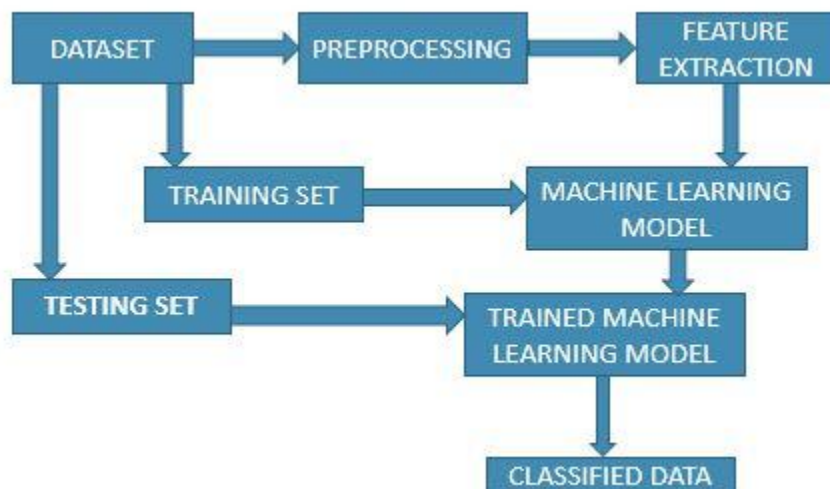 DATASET
PREPROCESSING
FEATURE
EXTRACTION
TRAINING SET
MACHINE LEARNING
MODEL
TESTING SET
TRAINED MACHINE
LEARNING MODEL
CLASSIFIED DATA